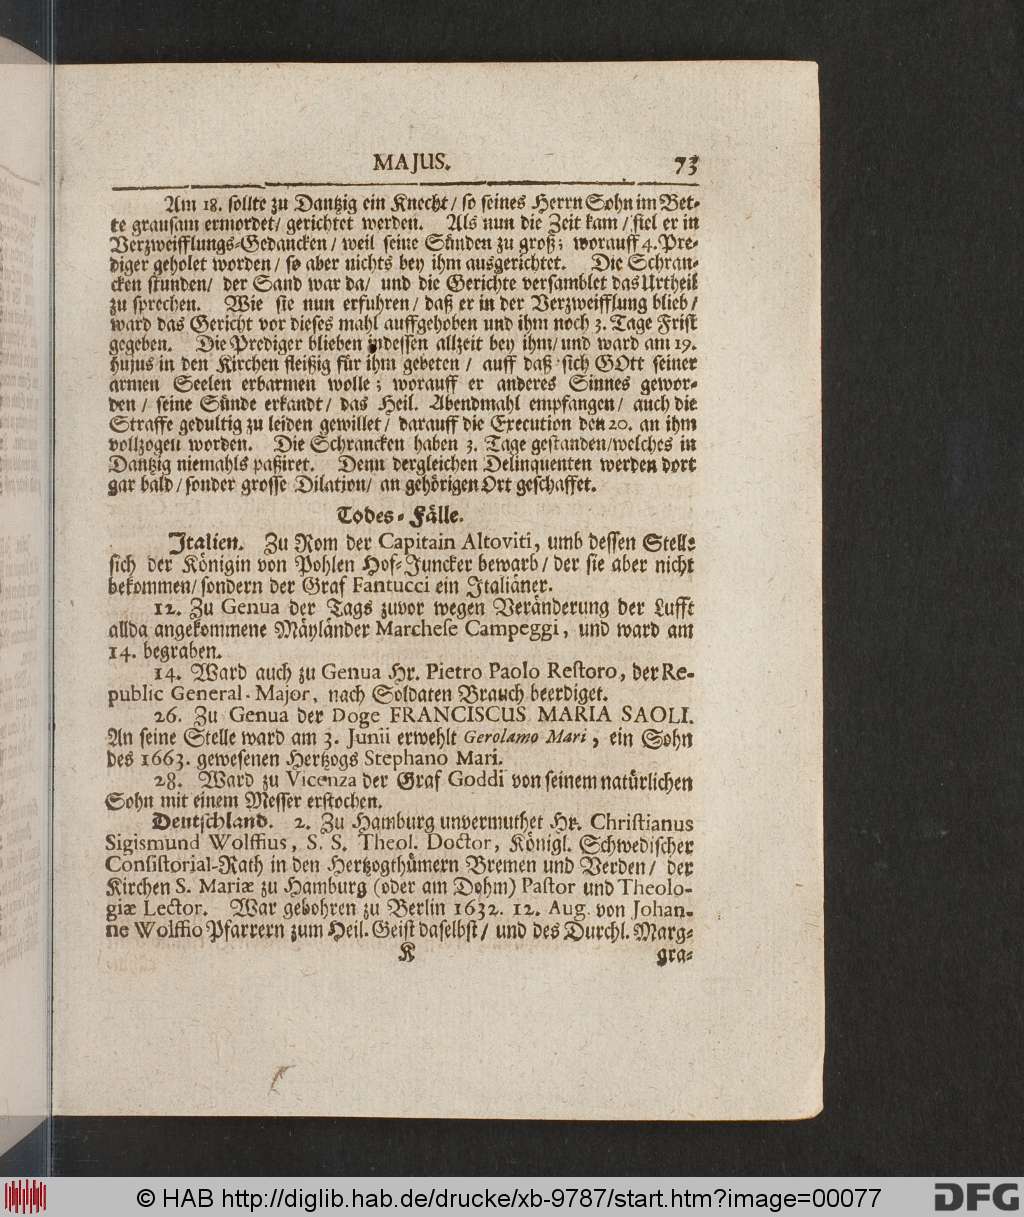 MAJUS. 73
Am 18. sollte zu Dantzig ein Knecht / so seines Herrn Sohn im Bet-
te grausam ermordet / gerichtet werden. Als nun die Zeit kam / fiel er in
Verzweifflungs-Gedancken / weil seine Sünden zu groß; worauff 4. Pre-
diger geholet worden / so aber nichts bey ihm ausgerichtet. Die Schran-
cken stunden / der Sand war da / und die Gerichte versamblet das Urtheil
zu sprechen. Wie sie nun erfuhren / daß er in der Verzweifflung blieb /
ward das Gericht vor dieses mahl auffgehoben und ihm noch 3. Tage Frist
gegeben. Die Prediger blieben indessen allzeit bey ihm / und ward am 19.
hujus in den Kirchen fleißig für ihm gebeten / auff daß sich GOtt seiner
armen Seelen erbarmen wolle; worauff er anderes Sinnes gewor-
den / seine Sünde erkandt / das Heil. Abendmahl empfangen / auch die
Straffe gedultig zu leiden gewillet / darauff die Execution den 20. an ihm
vollzogen worden. Die Schrancken haben 3. Tage gestanden / welches in
Dantzig niemahls paßiret. Denn dergleichen Delinquenten werden dort
gar bald / sonder grosse Dilation / an gehörigen Ort geschaffet.
Todes-Fälle.
Italien. Zu Rom der Capitain Altoviti, umb dessen Stelle
sich der Königin von Pohlen Hof-Juncker bewarb / der sie aber nicht
bekommen / sondern der Graf Fantucci ein Italiäner.
12. Zu Genua der Tags zuvor wegen Veränderung der Lufft
allda angekommene Mäyländer Marchese Campeggi, und ward am
14. begraben.
14. Ward auch zu Genua Hr. Pietro Paolo Restoro, der Re-
public General-Major, nach Soldaten Brauch beerdiget.
26. Zu Genua der Doge FRANCISCUS MARIA SAOLI.
An seine Stelle ward am 3. Junii erwehlt Gerolamo Mari, ein Sohn
des 1663. gewesenen Hertzogs Stephano Mari.
28. Ward zu Vicenza der Graf Goddi von seinem natürlichen
Sohn mit einem Messer erstochen.
Deutschland. 2. Zu Hamburg unvermuthet Hr. Christianus
Sigismund Wolffius, S. S. Theol. Doctor, Königl. Schwedischer
Consistorial-Rath in den Hertzogthümern Bremen und Verden / der
Kirchen S. Mariæ zu Hamburg (oder am Dohm) Pastor und Theolo-
giæ Lector. War gebohren zu Berlin 1632. 12. Aug. von Johan-
ne Wolffio Pfarrern zum Heil. Geist daselbst / und des Durchl. Marg-
K gra-
© HAB http://diglib.hab.de/drucke/xb-9787/start.htm?image=00077
DFG